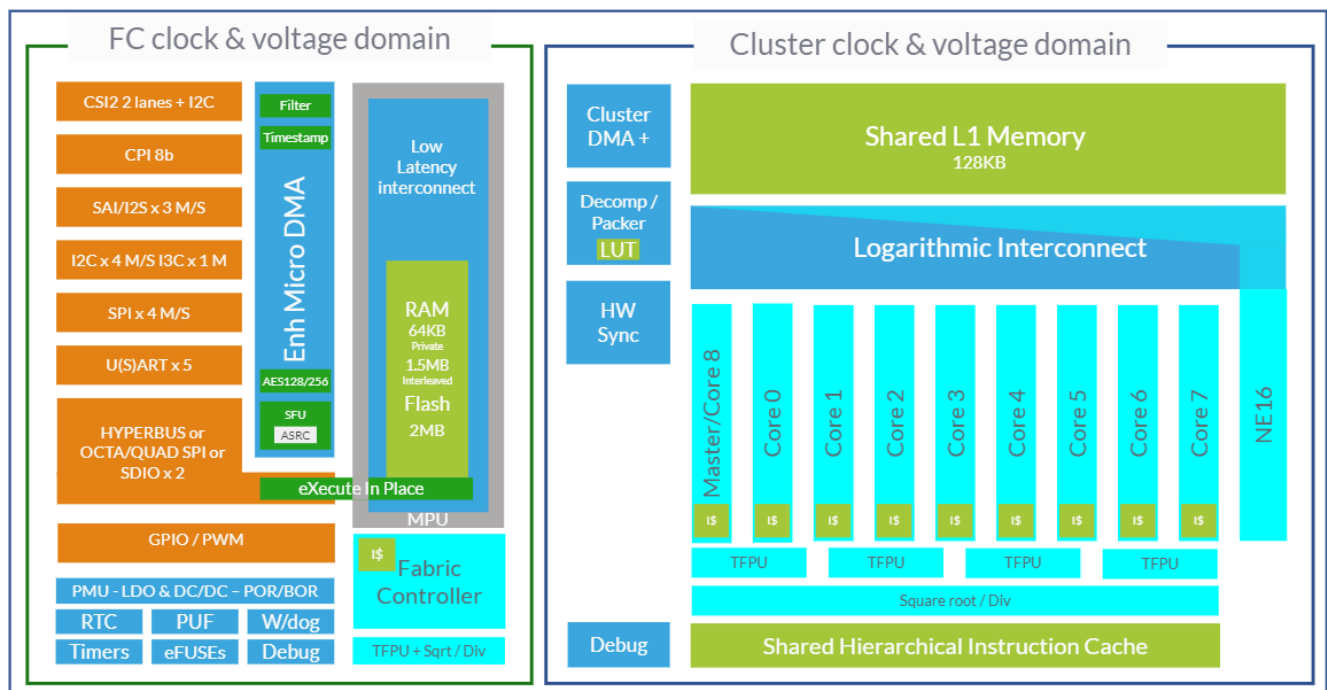 FC clock & voltage domain
CSI2 2 lanes + I2C
CPI 8b
SAI/I2S x 3 M/S
I2C x 4 M/S I3C x 1 M
SPI x 4 M/S
U(S)ART x 5
HYPERBUS or
OCTA/QUAD SPI or
SDIO x 2
GPIO / PWM
PMU - LDO & DC/DC – POR/BOR
RTC
PUF
W/dog
Timers
eFUSEs
Debug
Filter
Timestamp
Enh Micro DMA
AES128/256
SFU
ASRC
eXecute In Place
Low
Latency
interconnect
RAM
64KB
Private
1.5MB
Interleaved
Flash
2MB
MPU
I$
Fabric
Controller
TFPU + Sqrt / Div
Cluster clock & voltage domain
Cluster
DMA +
Decomp /
Packer
LUT
HW
Sync
Debug
Shared L1 Memory
128KB
Logarithmic Interconnect
Master/Core 8
Core 0
Core 1
Core 2
Core 3
Core 4
Core 5
Core 6
Core 7
NE16
I$
I$
I$
I$
I$
I$
I$
I$
I$
TFPU
TFPU
TFPU
TFPU
Square root / Div
Shared Hierarchical Instruction Cache